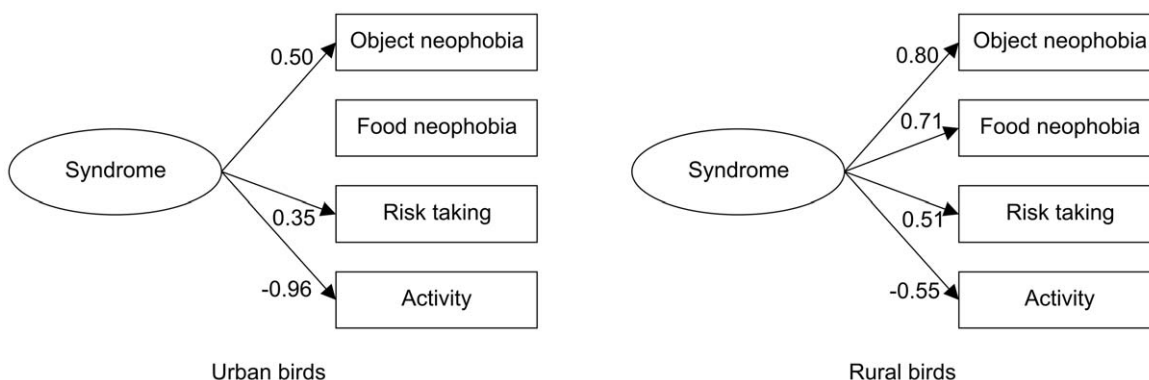 Object neophobia
0.50
Food neophobia
Syndrome
Risk taking
0.35
-0.96
Activity
Urban birds
Object neophobia
0.80
0.71
Food neophobia
Syndrome
Risk taking
0.51
-0.55
Activity
Rural birds